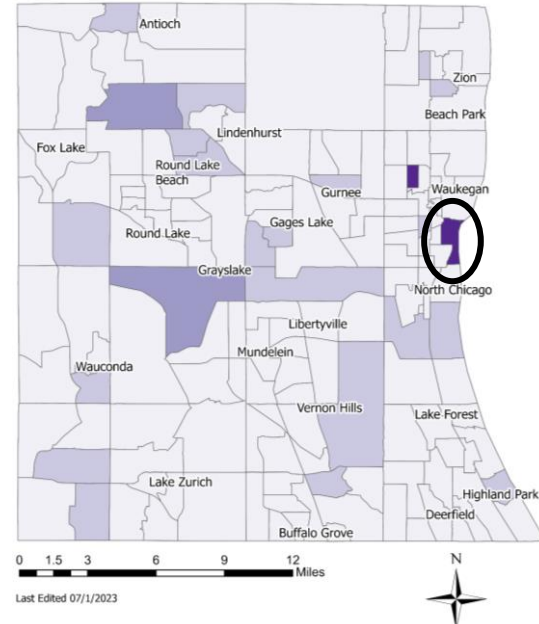 Antioch
Zion
Beach Park
Lindenhurst
Fox Lake
Round Lake
Beach
Gurnee
Waukegan
Gages Lake
Round Lake
Grayslake
North Chicago
Libertyville
Mundelein
Wauconda
Vernon Hills
Lake Forest
Lake Zurich
Highland Park
Deerfield
Buffalo Grove
0 1.5 3 6 9 12
Miles
N
Last Edited 07/1/2023